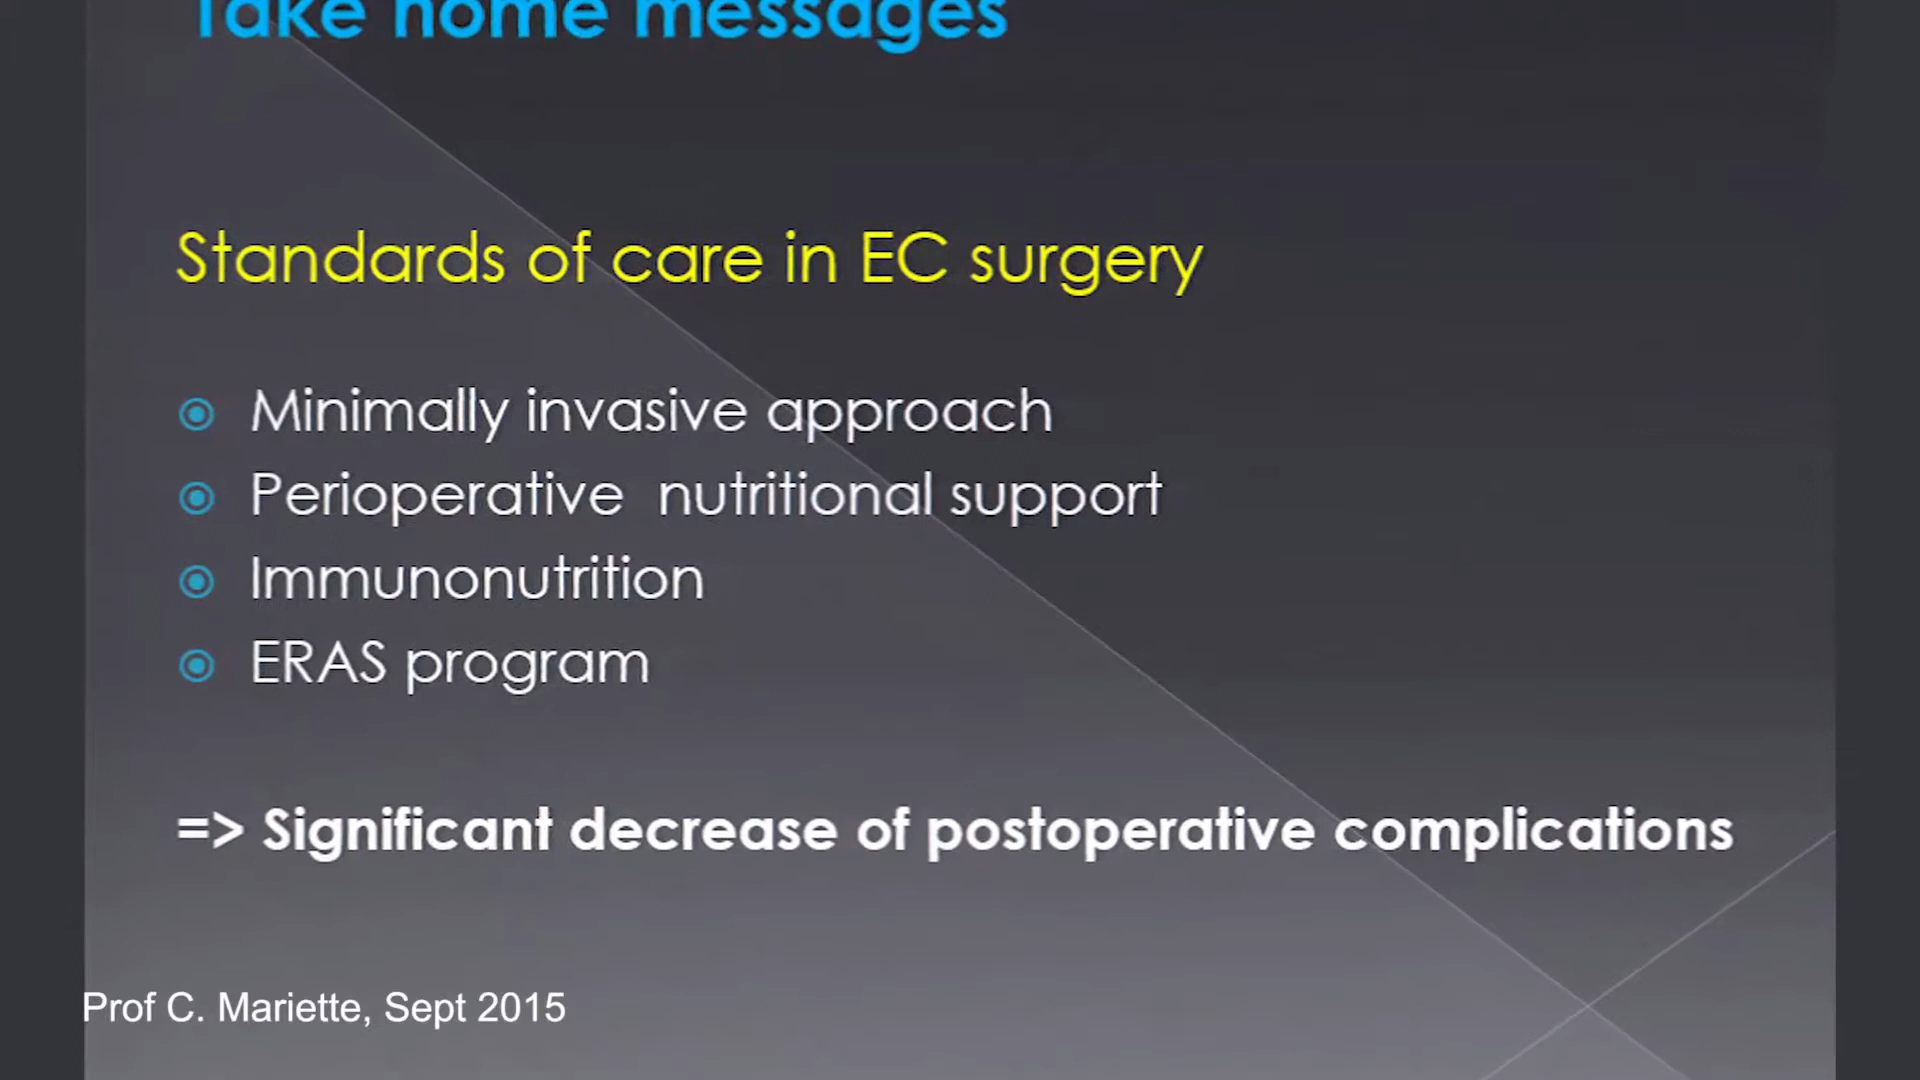 Take home messages
Standards of care in EC surgery
Minimally invasive approach
Perioperative nutritional support
Immunonutrition
ERAS program
=> Significant decrease of postoperative complications
Prof C. Mariette, Sept 2015